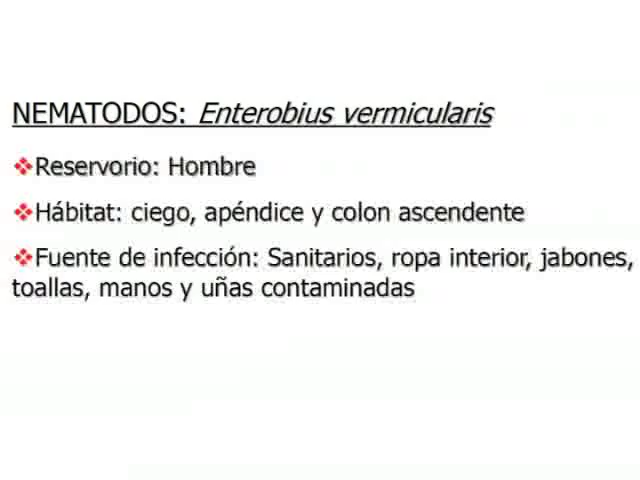 NEMATODOS: Enterobius vermicularis
❖Reservorio: Hombre
❖Hábitat: ciego, apéndice y colon ascendente
❖Fuente de infección: Sanitarios, ropa interior, jabones,
toallas, manos y uñas contaminadas